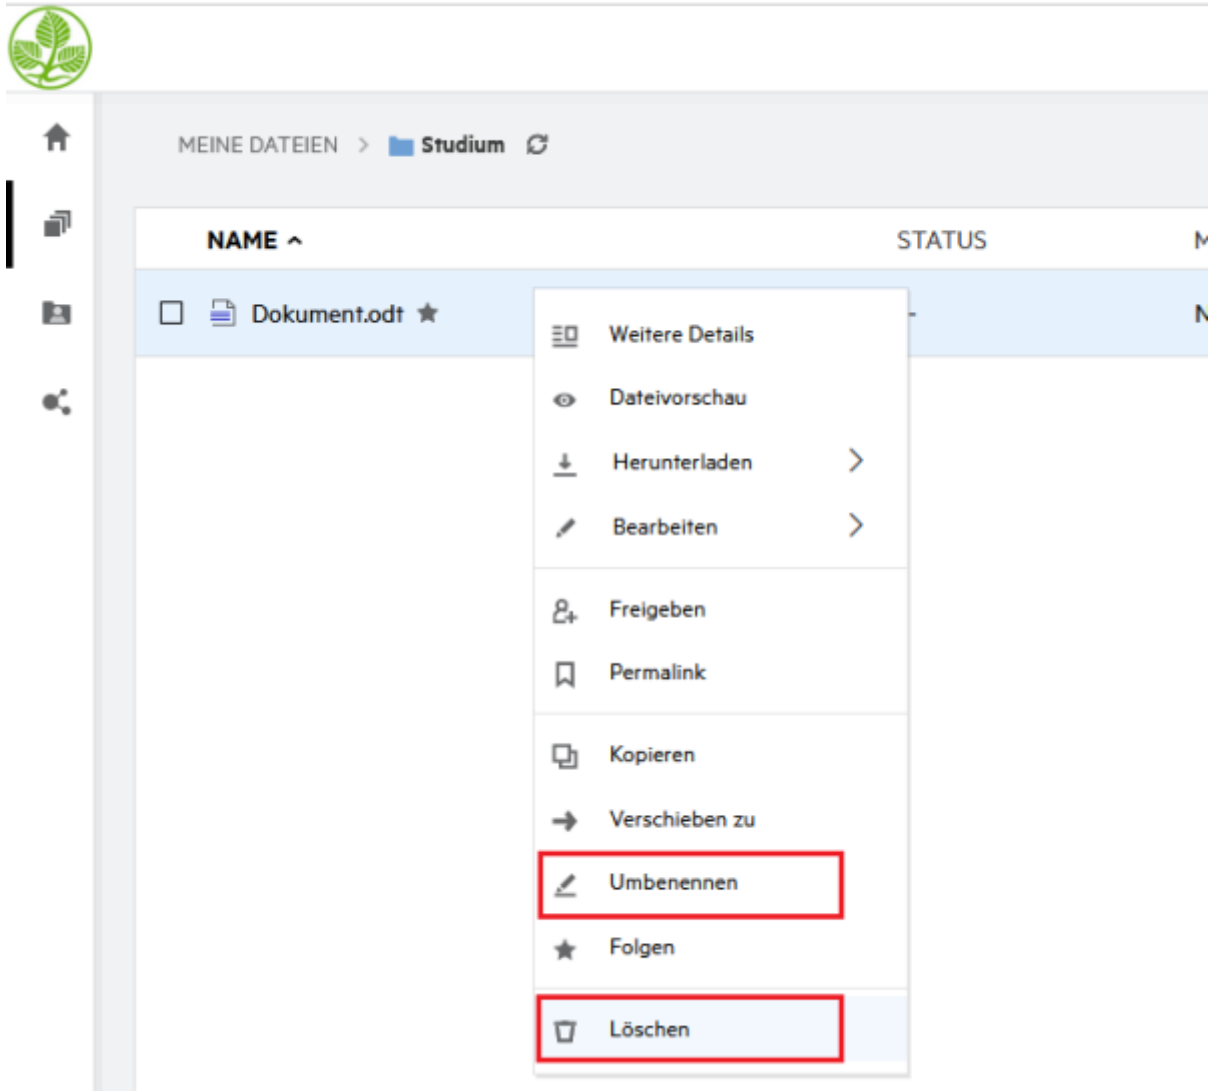 MEINE DATEIEN > Studium
NAME STATUS M
Dokument.odt -
Weitere Details
Dateivorschau
Herunterladen
Bearbeiten
Freigeben
Permalink
Kopieren
Verschieben zu
Umbenennen
Folgen
Löschen